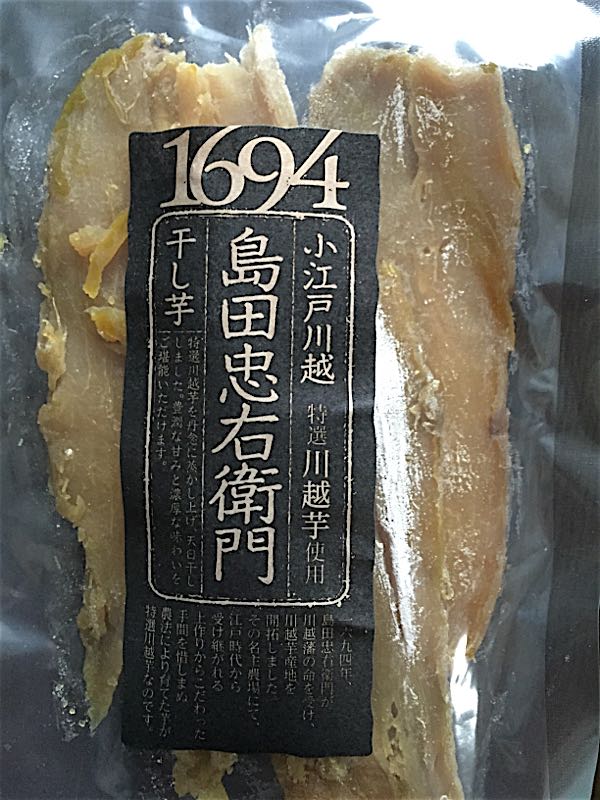 1694
小江戸川越 特選川越芋使用
島田忠右衛門
干し芋
特選川越芋を丹念に蒸かし上げ、天日干し
しました。豊潤な甘みと濃厚な味わいを
ご堪能いただけます。
一六九四年、
島田忠右衛門が
川越藩の命を受け、
川越芋産地を
開拓しました。
その名主農場にて、
江戸時代から
受け継がれる
土作りからこだわった
手間を惜しまぬ
農法により育てた芋が
特選川越芋なのです。